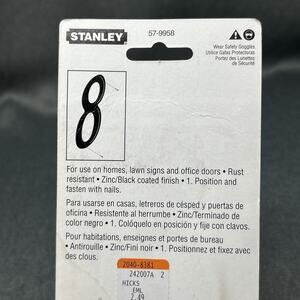 STANLEY
57-9958
Wear Safety Goggles
Utilice Gafas Protectoras
Portez des Lunettes
de Sécurité
8
For use on homes, lawn signs and office doors • Rust
resistant • Zinc/Black coated finish • 1. Position and
fasten with nails.
Para usarse en casas, letreros de césped y puertas de
oficina • Resistente al herrumbe • Zinc/Terminado de
color negro • 1. Colóquelo en posición y fije con clavos.
Pour habitations, enseignes et portes de bureau
• Antirouille • Zinc/Fini noir • 1. Positionnez et fixez avec
des clous.
2040-8381
242007A 2
HICKS
EML
2.49